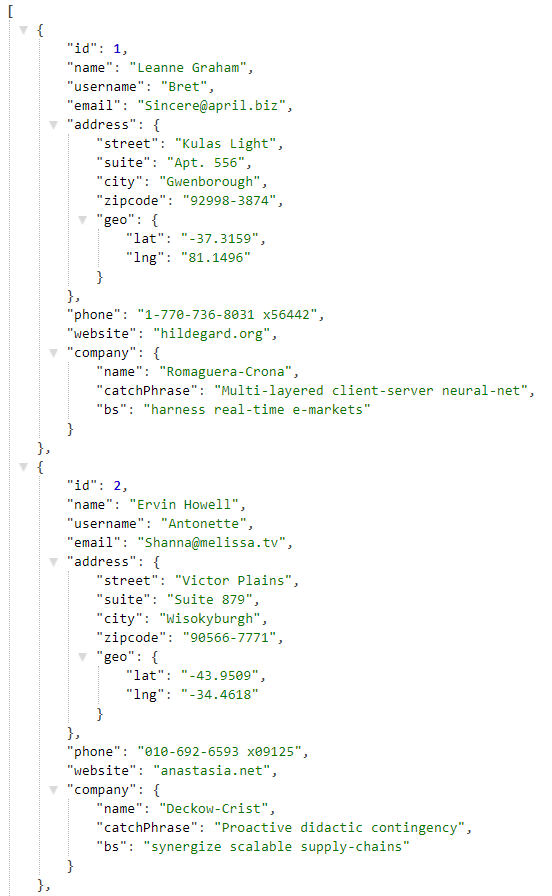 [
{
"id": 1,
"name": "Leanne Graham",
"username": "Bret",
"email": "Sincere@april.biz",
"address": {
"street": "Kulas Light",
"suite": "Apt. 556",
"city": "Gwenborough",
"zipcode": "92998-3874",
"geo": {
"lat": "-37.3159",
"lng": "81.1496"
}
},
"phone": "1-770-736-8031 x56442",
"website": "hildegard.org",
"company": {
"name": "Romaguera-Crona",
"catchPhrase": "Multi-layered client-server neural-net",
"bs": "harness real-time e-markets"
}
},
{
"id": 2,
"name": "Ervin Howell",
"username": "Antonette",
"email": "Shanna@melissa.tv",
"address": {
"street": "Victor Plains",
"suite": "Suite 879",
"city": "Wisokyburgh",
"zipcode": "90566-7771",
"geo": {
"lat": "-43.9509",
"lng": "-34.4618"
}
},
"phone": "010-692-6593 x09125",
"website": "anastasia.net",
"company": {
"name": "Deckow-Crist",
"catchPhrase": "Proactive didactic contingency",
"bs": "synergize scalable supply-chains"
}
},